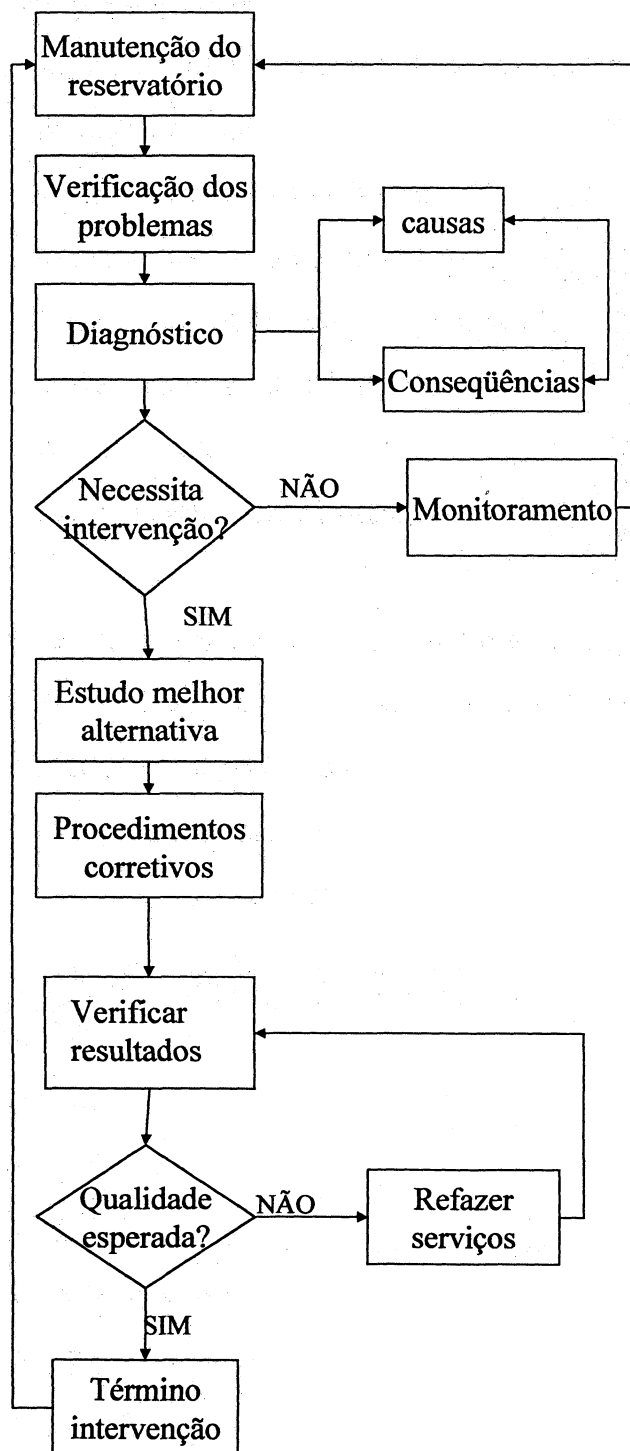 Manutenção do
reservatório
Verificação dos
problemas
causas
Diagnóstico
Conseqüências
Necessita
intervenção?
NÃO
Monitoramento
SIM
Estudo melhor
alternativa
Procedimentos
corretivos
Verificar
resultados
Qualidade
esperada?
NÃO
Refazer
serviços
SIM
Término
intervenção